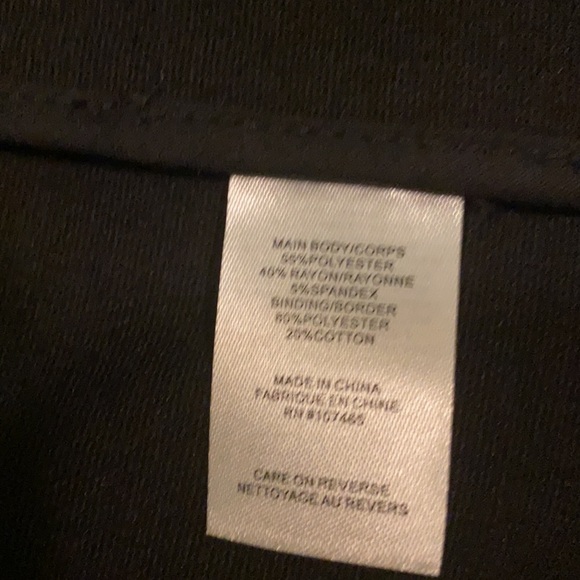 MAIN BODY/CORPS
55%POLYESTER
40% RAYON/RAYONNE
5%SPANDEX
BINDING/BORDER
80%POLYESTER
20%COTTON
MADE IN CHINA
FABRIQUE EN CHINE
RN #107465
CARE ON REVERSE
NETTOYAGE AU REVERS